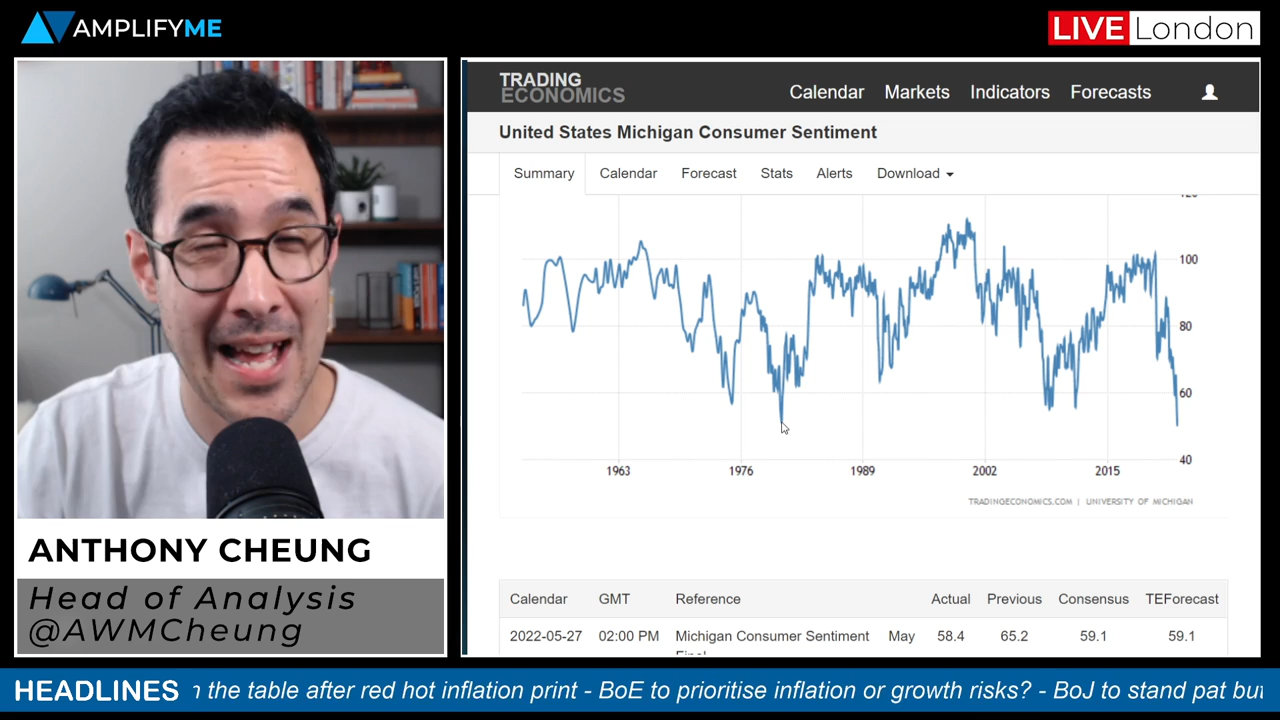 AMPLIFYME
LIVE London
TRADING
ECONOMICS
Calendar Markets Indicators Forecasts
United States Michigan Consumer Sentiment
Summary Calendar Forecast Stats Alerts Download
120
100
80
60
40
1963 1976 1989 2002 2015
TRADINGECONOMICS.COM | UNIVERSITY OF MICHIGAN
Calendar GMT Reference Actual Previous Consensus TEForecast
2022-05-27 02:00 PM Michigan Consumer Sentiment May 58.4 65.2 59.1 59.1
Final
ANTHONY CHEUNG
Head of Analysis
@AWMCheung
HEADLINES n the table after red hot inflation print - BoE to prioritise inflation or growth risks? - BoJ to stand pat but